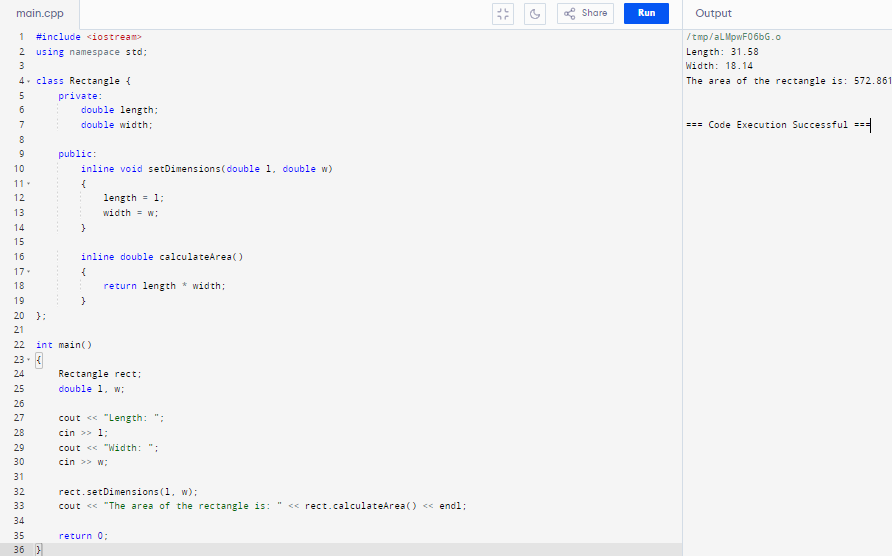 main.cpp Share Run Output
1 #include <iostream>
2 using namespace std;
3
4 class Rectangle {
5     private:
6         double length;
7         double width;
8
9     public:
10         inline void setDimensions(double l, double w)
11         {
12             length = l;
13             width = w;
14         }
15
16         inline double calculateArea()
17         {
18             return length * width;
19         }
20 };
21
22 int main()
23 {
24     Rectangle rect;
25     double l, w;
26
27     cout << "Length: ";
28     cin >> l;
29     cout << "Width: ";
30     cin >> w;
31
32     rect.setDimensions(l, w);
33     cout << "The area of the rectangle is: " << rect.calculateArea() << endl;
34
35     return 0;
36 }
/tmp/aLMpwFO6bG.o
Length: 31.58
Width: 18.14
The area of the rectangle is: 572.861
=== Code Execution Successful ===